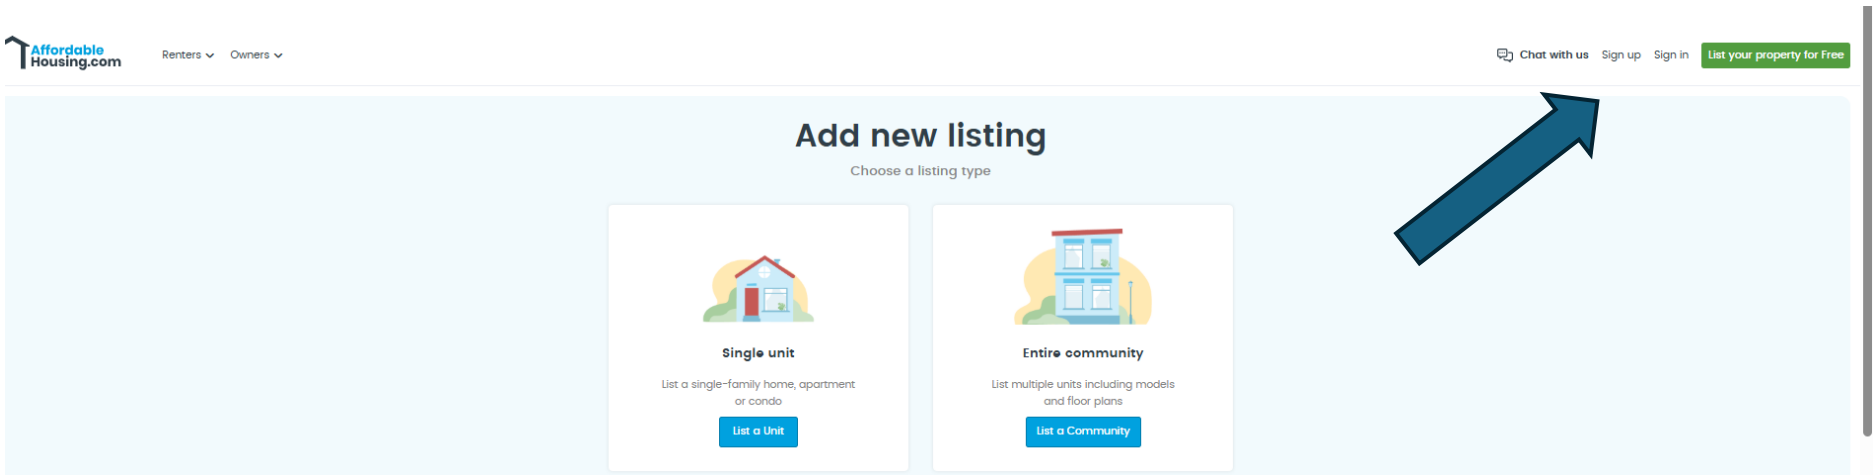 Affordable
Housing.com
Renters
Owners
Chat with us
Sign up
Sign in
List your property for Free
Add new listing
Choose a listing type
Single unit
List a single-family home, apartment
or condo
List a Unit
Entire community
List multiple units including models
and floor plans
List a Community